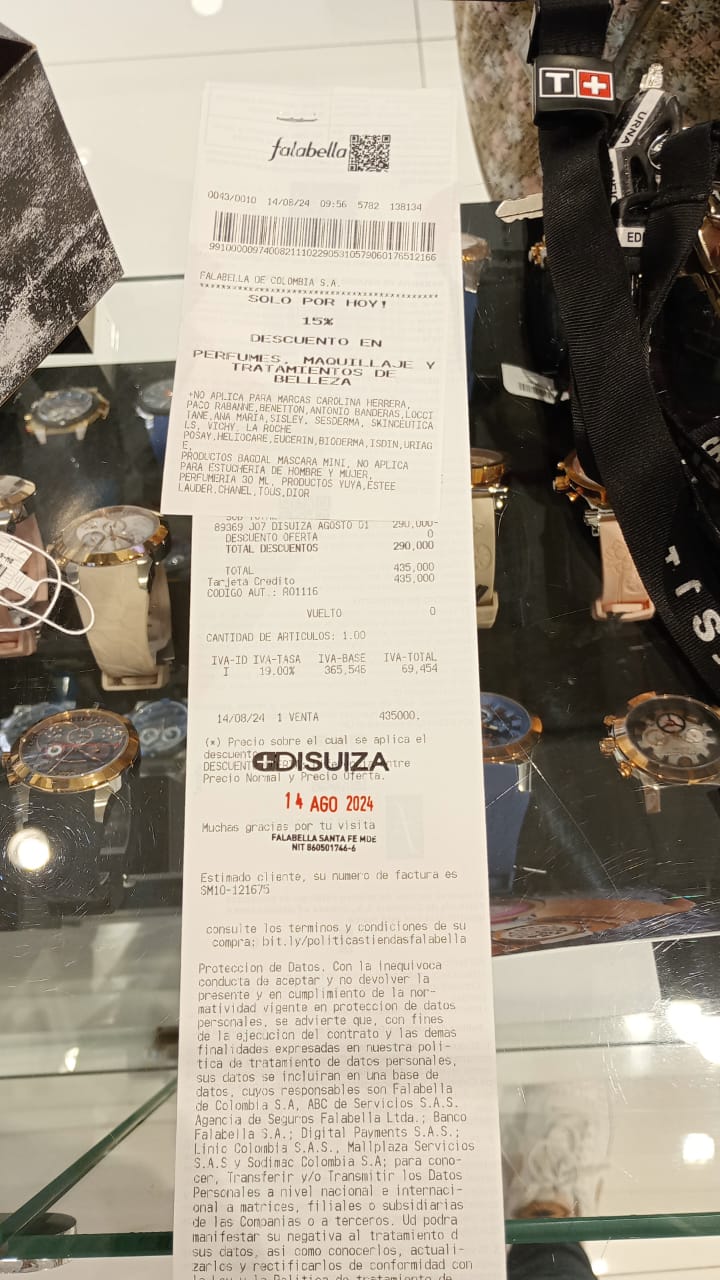 falabella
0043/0010 14/08/24 09:56 5782 138134
FALABELLA DE COLOMBIA S.A.
************************************
SOLO POR HOY!
15%
DESCUENTO EN
PERFUMES, MAQUILLAJE Y
TRATAMIENTOS DE
BELLEZA
+NO APLICA PARA MARCAS CAROLINA HERRERA,
PACO RABANNE,BENETTON,ANTONIO BANDERAS,LOCCI
TANE,ANA MARIA,SISLEY, SESDERMA, SKINCEUTICA
LS, VICHY, LA ROCHE
POSAY,HELIOCARE,EUCERIN,BIODERMA,ISDIN,URIAG
E,
PRODUCTOS BAGDAL MASCARA MINI, NO APLICA
PARA ESTUCHERIA DE HOMBRE Y MUJER,
PERFUMERIA 30 ML, PRODUCTOS YUYA,ESTEE
LAUDER,CHANEL,TOUS,DIOR
89369 J07 DISUIZA AGOSTO 01 290,000-
DESCUENTO OFERTA 0
TOTAL DESCUENTOS 290,000
TOTAL 435,000
Tarjeta Credito 435,000
CODIGO AUT.: R01116
VUELTO 0
CANTIDAD DE ARTICULOS: 1.00
IVA-ID IVA-TASA IVA-BASE IVA-TOTAL
I 19.00% 365,546 69,454
14/08/24 1 VENTA 435000.
(*) Precio sobre el cual se aplica el
descuento
Precio Normal y Precio Oferta.
DISUIZA
14 AGO 2024
Muchas gracias por tu visita
FALABELLA SANTA FE MDE
NIT 860501746-6
Estimado cliente, su numero de factura es
SM10-121675
consulte los terminos y condiciones de su
compra; bit.ly/politicastiendasfalabella
Proteccion de Datos. Con la inequivoca
conducta de aceptar y no devolver la
presente y en cumplimiento de la nor-
matividad vigente en proteccion de datos
personales, se advierte que, con fines
de la ejecucion del contrato y las demas
finalidades expresadas en nuestra poli-
tica de tratamiento de datos personales,
sus datos se incluiran en una base de
datos, cuyos responsables son Falabella
de Colombia S.A, ABC de Servicios S.A.S.
Agencia de Seguros Falabella Ltda.; Banco
Falabella S.A.; Digital Payments S.A.S.;
Linio Colombia S.A.S., Mallplaza Servicios
S.A.S y Sodimac Colombia S.A; para cono-
cer, Transferir y/o Transmitir los Datos
Personales a nivel nacional e internaci-
onal a matrices, filiales o subsidiarias
de las Companias o a terceros. Ud podra
manifestar su negativa al tratamiento d
sus datos, asi como conocerlos, actuali-
zarlos y rectificarlos de conformidad con
T+
URNA
ED